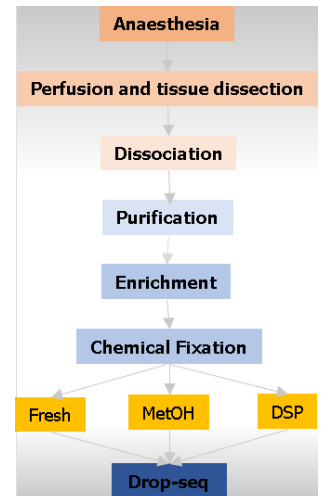 Anaesthesia
Perfusion and tissue dissection
Dissociation
Purification
Enrichment
Chemical Fixation
Fresh
MetOH
DSP
Drop-seq